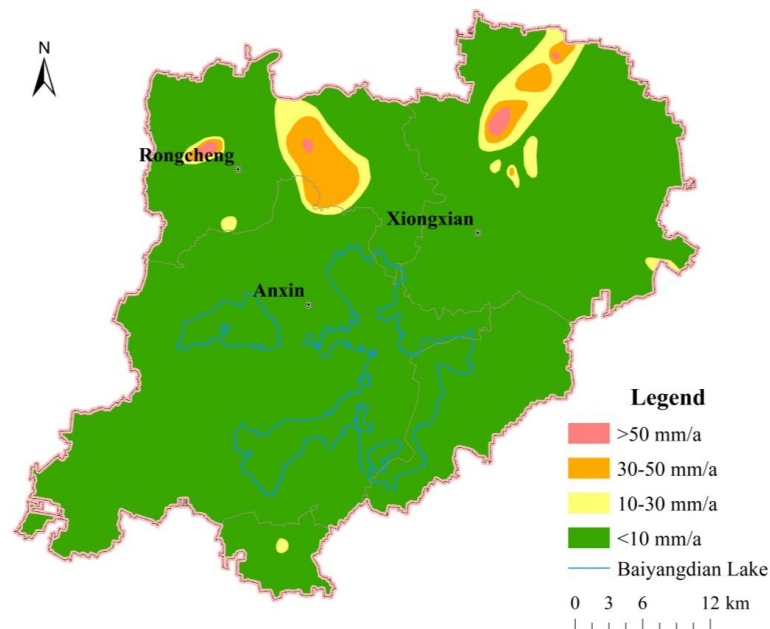 N
Rongcheng
Xiongxian
Anxin
Legend
>50 mm/a
30-50 mm/a
10-30 mm/a
<10 mm/a
Baiyangdian Lake
0 3 6 12 km